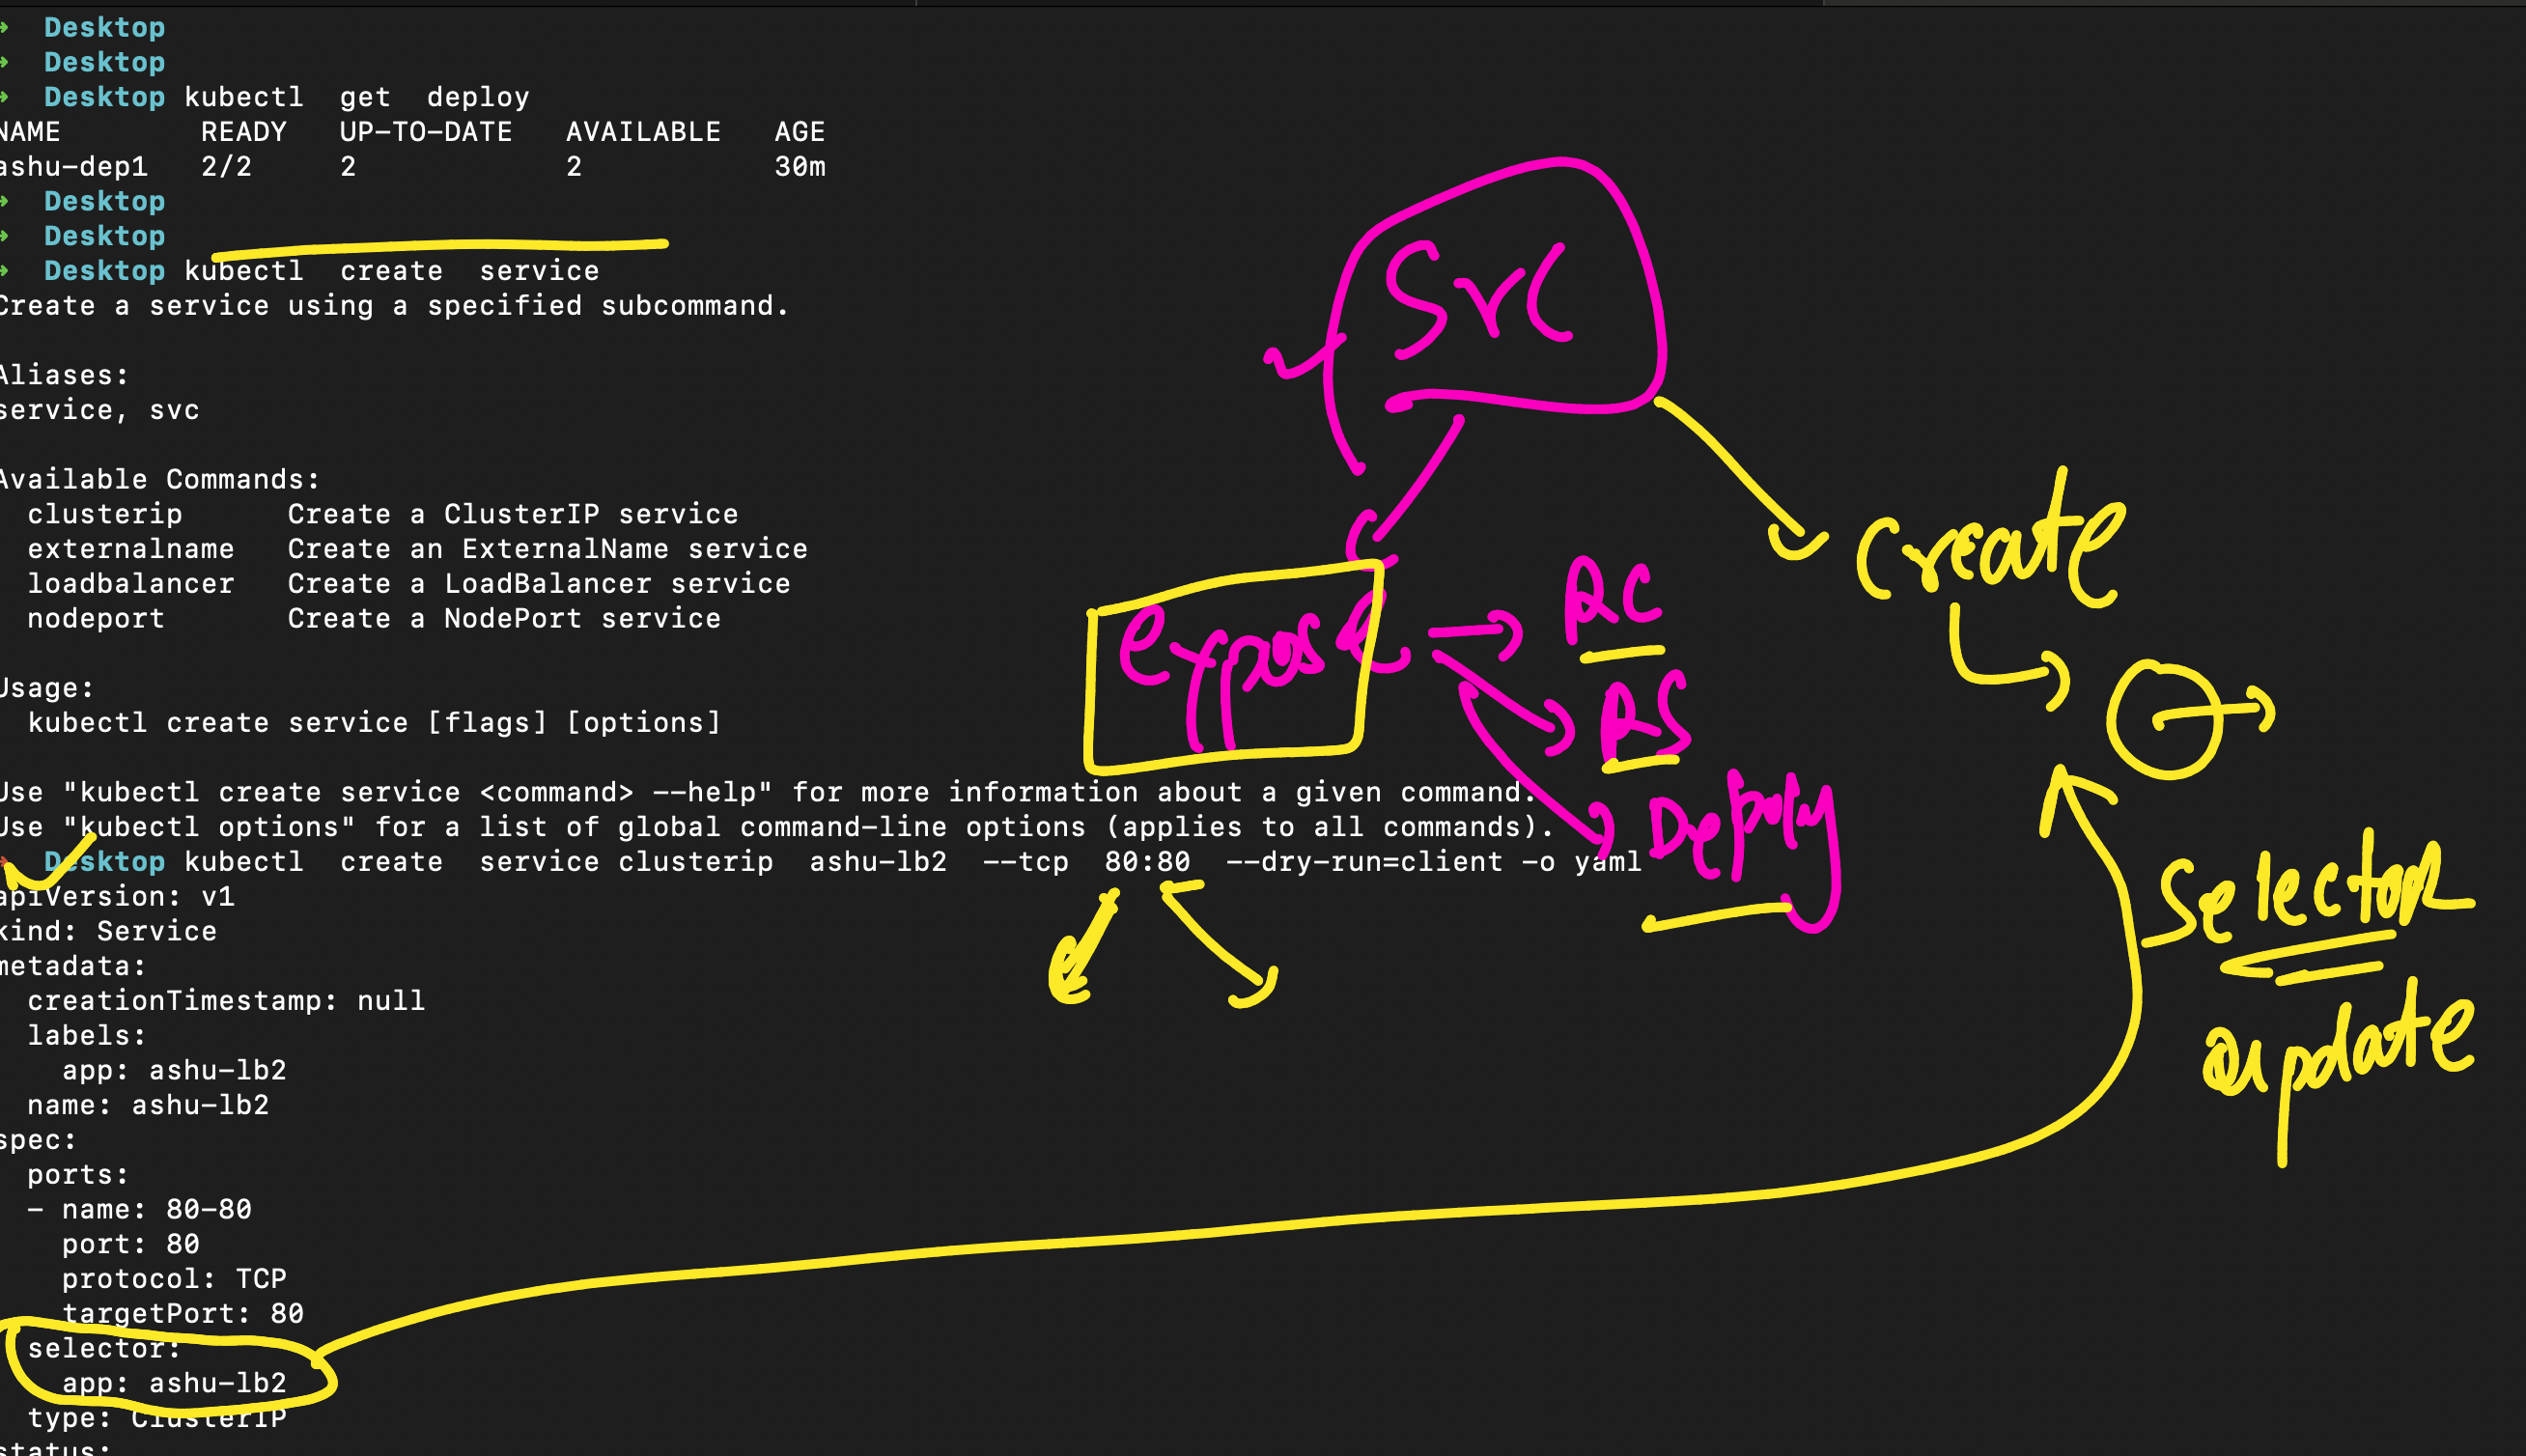 Desktop
Desktop
Desktop kubectl get deploy
NAME READY UP-TO-DATE AVAILABLE AGE
ashu-dep1 2/2 2 2 30m
Desktop
Desktop
Desktop kubectl create service
Create a service using a specified subcommand.
Aliases:
service, svc
Available Commands:
clusterip Create a ClusterIP service
externalname Create an ExternalName service
loadbalancer Create a LoadBalancer service
nodeport Create a NodePort service
Usage:
kubectl create service [flags] [options]
Use "kubectl create service <command> --help" for more information about a given command.
Use "kubectl options" for a list of global command-line options (applies to all commands).
Desktop kubectl create service clusterip ashu-lb2 --tcp 80:80 --dry-run=client -o yaml
apiVersion: v1
kind: Service
metadata:
creationTimestamp: null
labels:
app: ashu-lb2
name: ashu-lb2
spec:
ports:
- name: 80-80
port: 80
protocol: TCP
targetPort: 80
selector:
app: ashu-lb2
type: ClusterIP
status:
Src
expose
RC
RS
Depoly
create
Selector
update